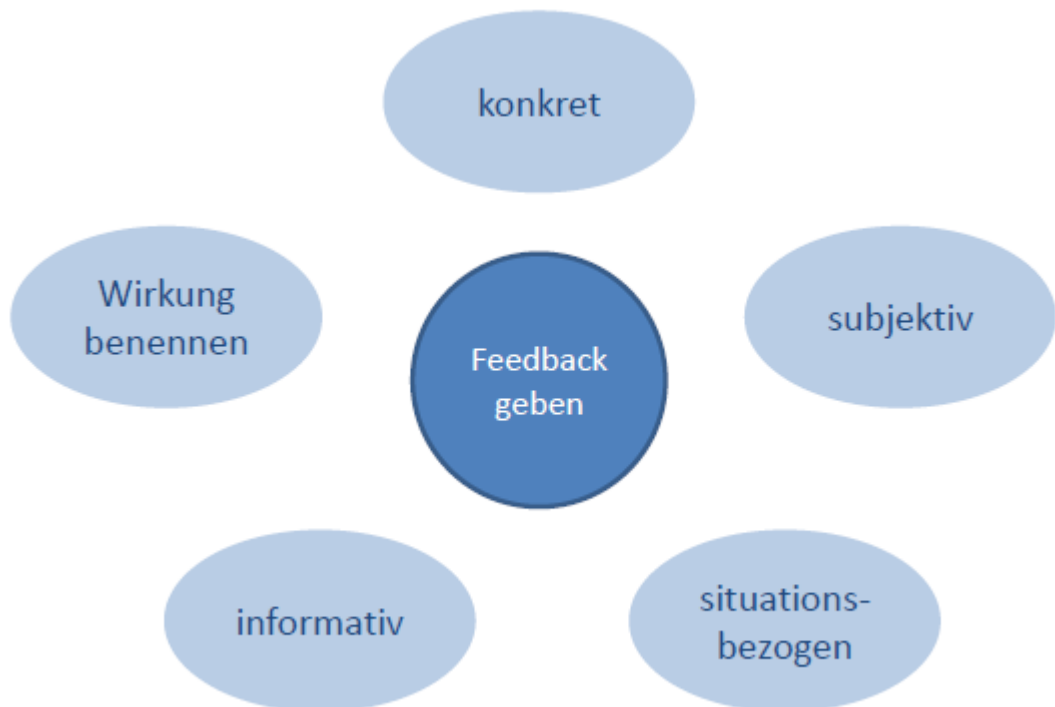 konkret
Wirkung
benennen
subjektiv
Feedback
geben
informativ
situations-
bezogen